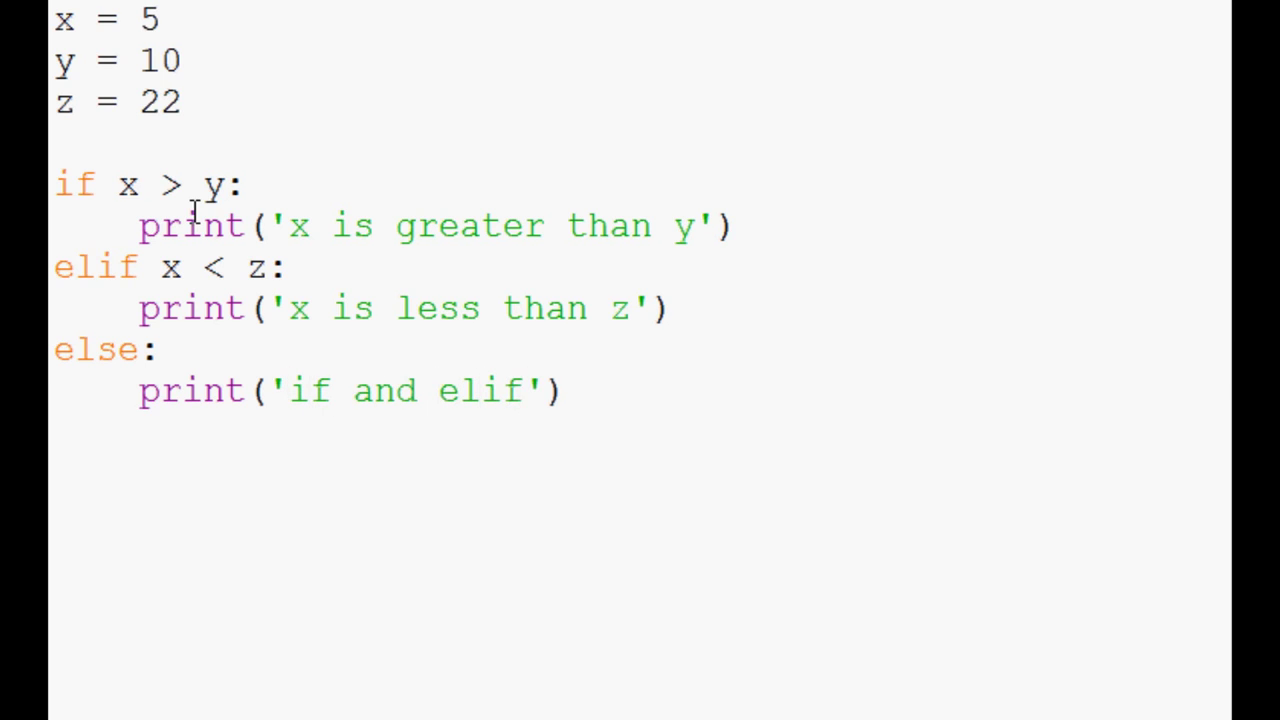 x = 5
y = 10
z = 22

if x > y:
    print('x is greater than y')
elif x < z:
    print('x is less than z')
else:
    print('if and elif')